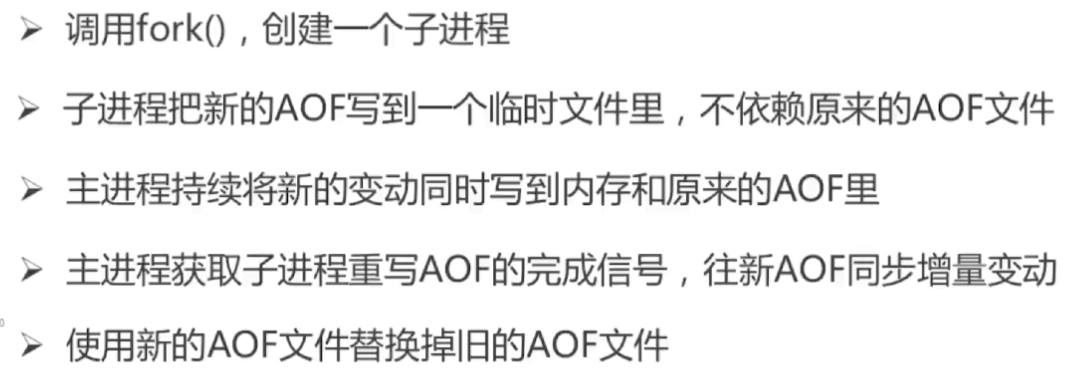 ➢ 调用fork()，创建一个子进程
➢ 子进程把新的AOF写到一个临时文件里，不依赖原来的AOF文件
➢ 主进程持续将新的变动同时写到内存和原来的AOF里
➢ 主进程获取子进程重写AOF的完成信号，往新AOF同步增量变动
➢ 使用新的AOF文件替换掉旧的AOF文件